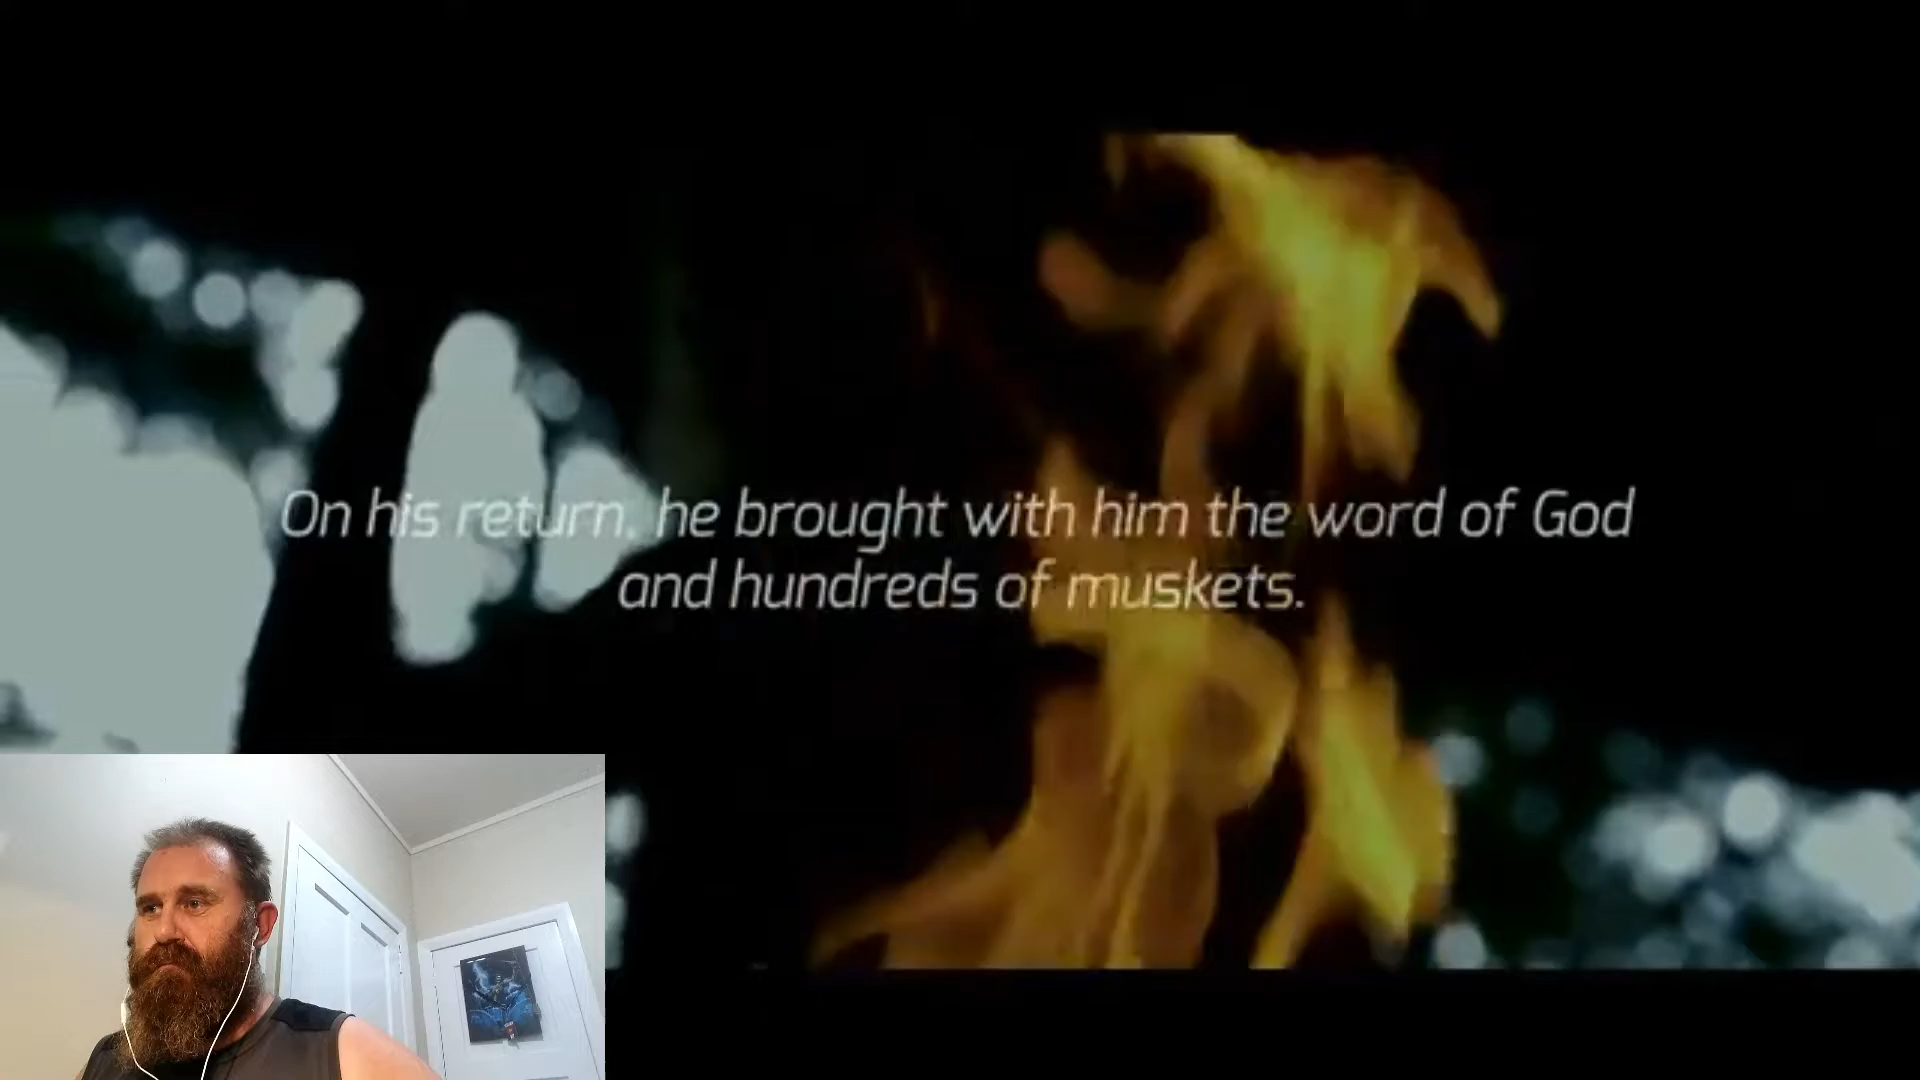 On his return, he brought with him the word of God
and hundreds of muskets.